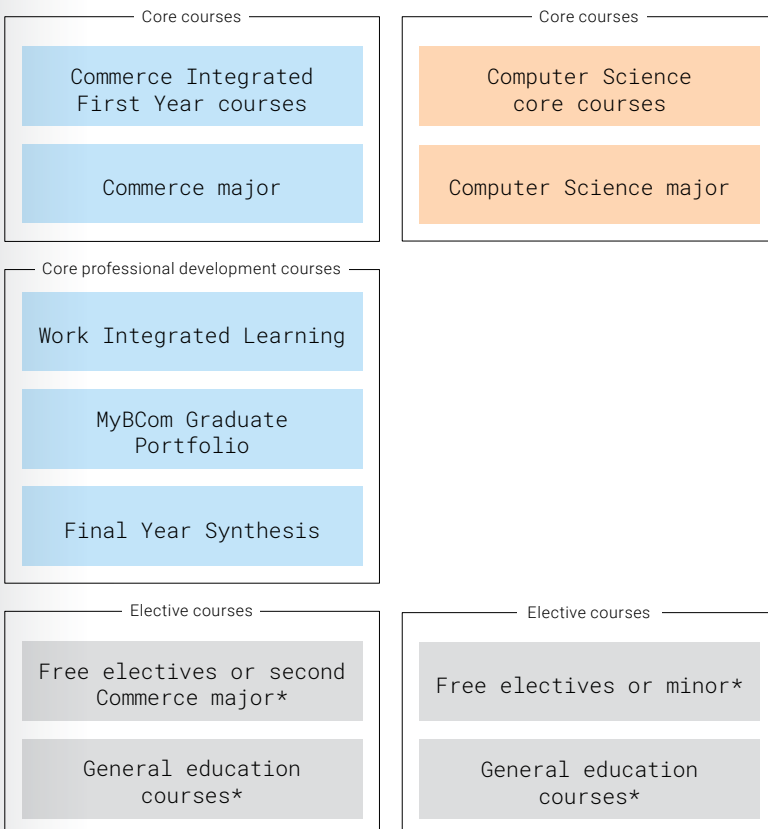 Core courses
Commerce Integrated
First Year courses
Commerce major
Core professional development courses
Work Integrated Learning
MyBCom Graduate
Portfolio
Final Year Synthesis
Elective courses
Free electives or second
Commerce major*
General education
courses*
Core courses
Computer Science
core courses
Computer Science major
Elective courses
Free electives or minor*
General education
courses*